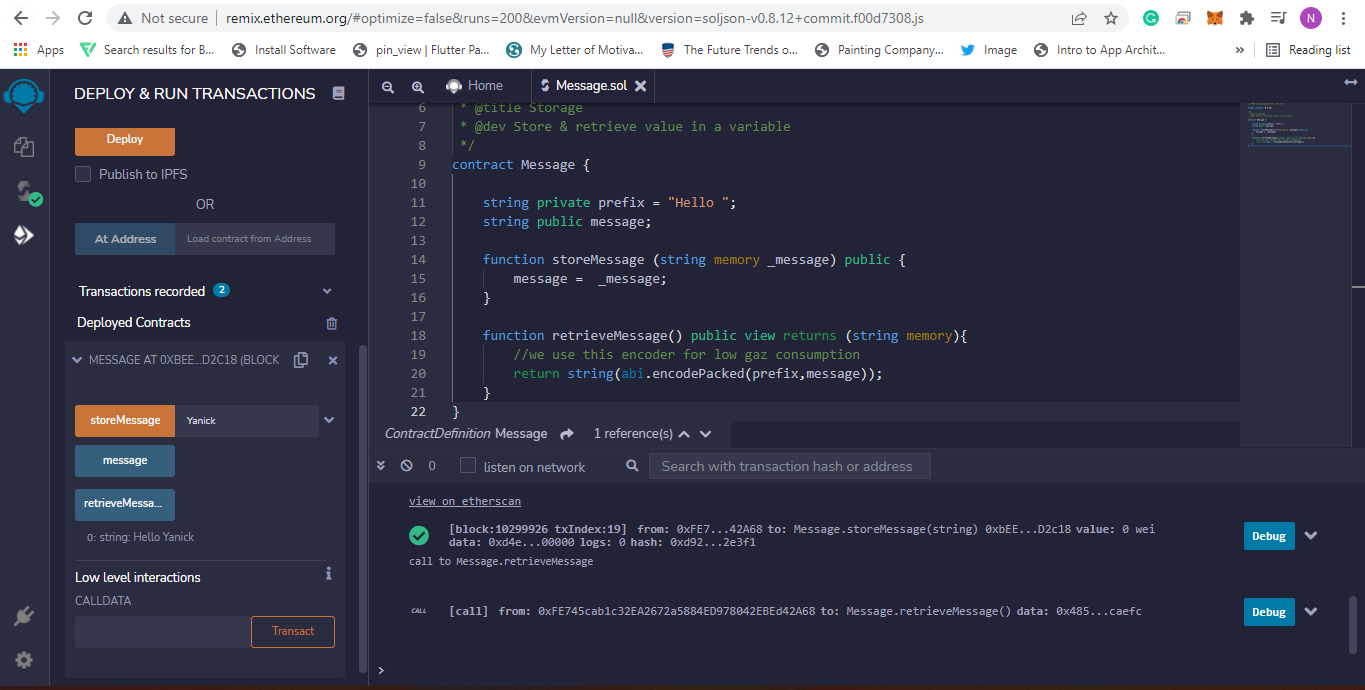 Not secure | remix.ethereum.org/#optimize=false&runs=200&evmVersion=null&version=soljson-v0.8.12+commit.f00d7308.js
N
Apps Search results for B... Install Software pin_view | Flutter Pa... My Letter of Motiva... The Future Trends o... Painting Company... Image Intro to App Archit... » Reading list
DEPLOY & RUN TRANSACTIONS
Deploy
Publish to IPFS
OR
At Address Load contract from Address
Transactions recorded 2
Deployed Contracts
MESSAGE AT 0XBEE...D2C18 (BLOCK
storeMessage Yanick
message
retrieveMessa...
0: string: Hello Yanick
Low level interactions i
CALLDATA
Transact
Home Message.sol
6 * @title Storage
7 * @dev Store & retrieve value in a variable
8 */
9 contract Message {
10
11 string private prefix = "Hello ";
12 string public message;
13
14 function storeMessage (string memory _message) public {
15 message = _message;
16 }
17
18 function retrieveMessage() public view returns (string memory){
19 //we use this encoder for low gaz consumption
20 return string(abi.encodePacked(prefix,message));
21 }
22 }
ContractDefinition Message 1 reference(s)
0 listen on network Search with transaction hash or address
view on etherscan
[block:10299926 txIndex:19] from: 0xFE7...42A68 to: Message.storeMessage(string) 0xbEE...D2c18 value: 0 wei
data: 0xd4e...00000 logs: 0 hash: 0xd92...2e3f1
Debug
call to Message.retrieveMessage
CALL [call] from: 0xFE745cab1c32EA2672a5884ED978042EBEd42A68 to: Message.retrieveMessage() data: 0x485...caefc
Debug
>